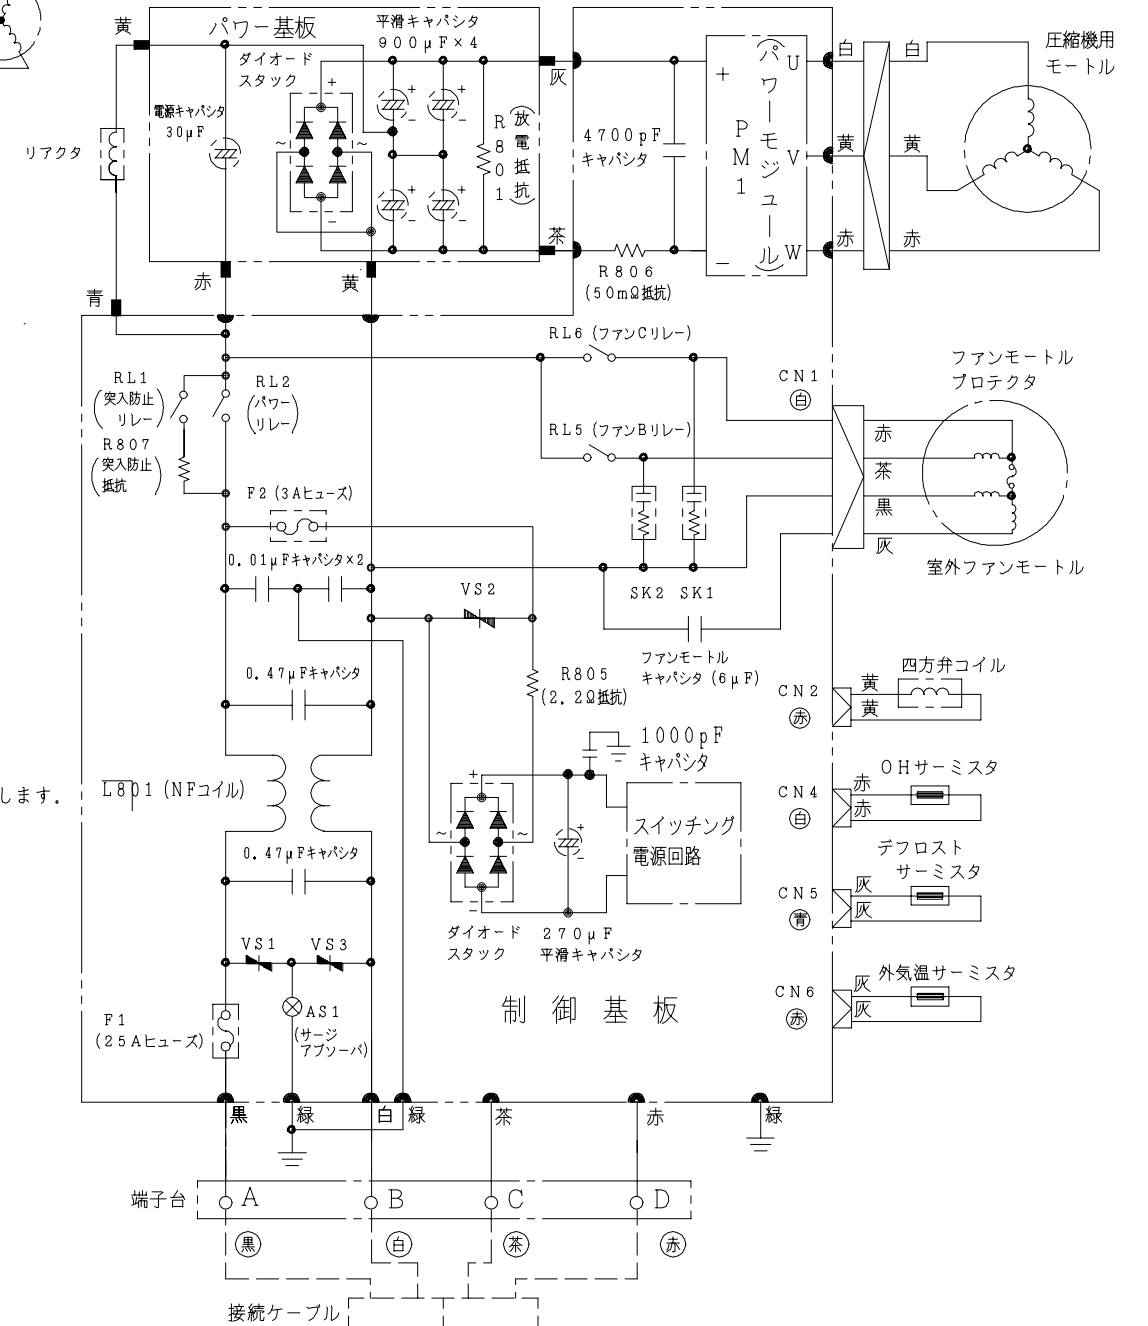 黄
パワー基板
平滑キャパシタ
900μF×4
ダイオード
スタック
電源キャパシタ
30μF
リアクタ
+
−
~
~
+
−
+
−
+
−
+
−
R801
(放電抵抗)
灰
茶
4700pF
キャパシタ
R806
(50mΩ抵抗)
+
−
PM1
(パワーモジュール)
U
V
W
白
黄
赤
白
黄
赤
圧縮機用
モートル
赤
黄
青
RL6(ファンCリレー)
RL5(ファンBリレー)
RL1
(突入防止
リレー)
R807
(突入防止
抵抗)
RL2
(パワー
リレー)
F2(3Aヒューズ)
0.01μFキャパシタ×2
VS2
SK2
SK1
CN1
白
赤
茶
黒
灰
ファンモートル
プロテクタ
室外ファンモートル
ファンモートル
キャパシタ(6μF)
0.47μFキャパシタ
R805
(2.2Ω抵抗)
CN2
赤
黄
黄
四方弁コイル
1000pF
キャパシタ
L801(NFコイル)
します.
+
−
~
~
+
−
スイッチング
電源回路
CN4
白
赤
赤
OHサーミスタ
0.47μFキャパシタ
ダイオード
スタック
270μF
平滑キャパシタ
CN5
青
灰
灰
デフロスト
サーミスタ
VS1
VS3
AS1
(サージ
アブソーバ)
F1
(25Aヒューズ)
制御基板
CN6
赤
灰
灰
外気温サーミスタ
黒
緑
白
緑
茶
赤
緑
端子台
A
B
C
D
黒
白
茶
赤
接続ケーブル